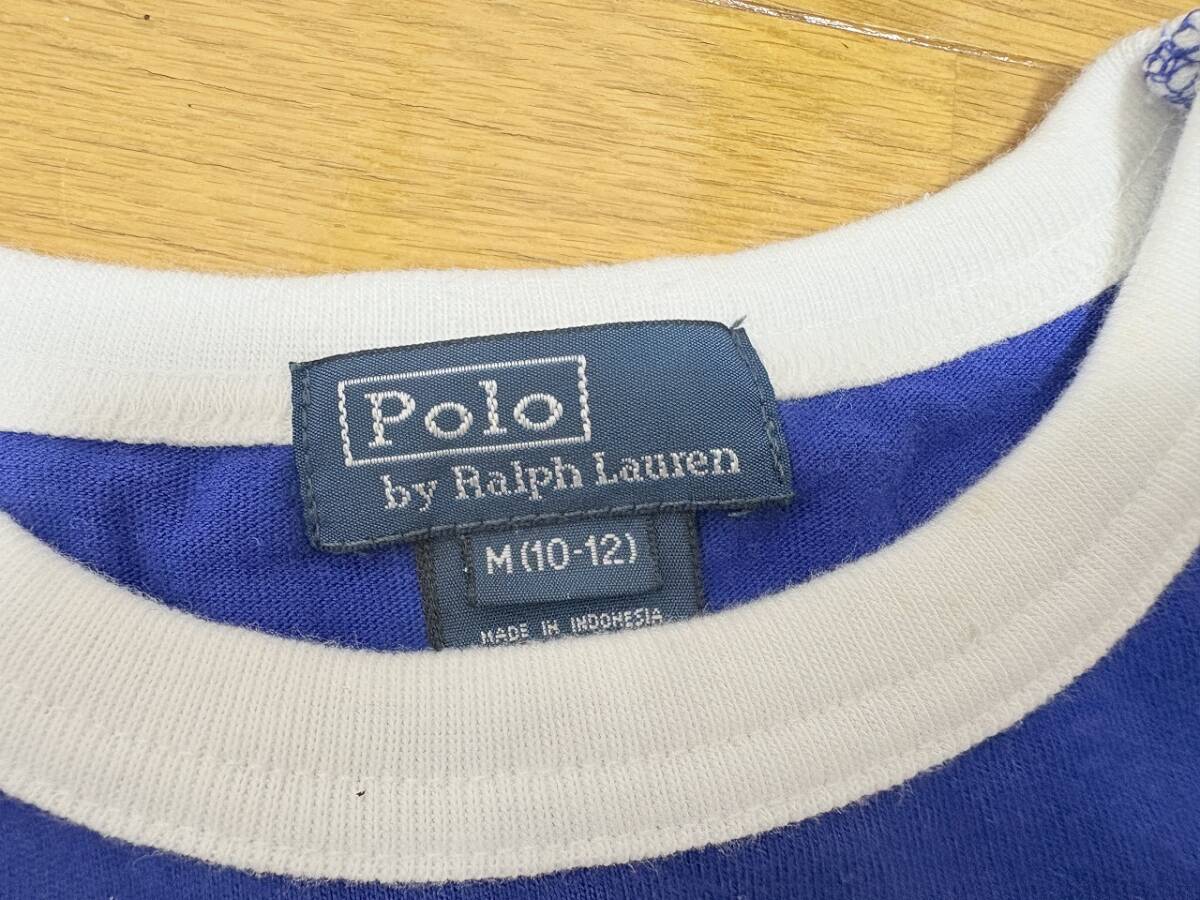 Polo
by Ralph Lauren
M (10-12)
MADE IN INDONESIA